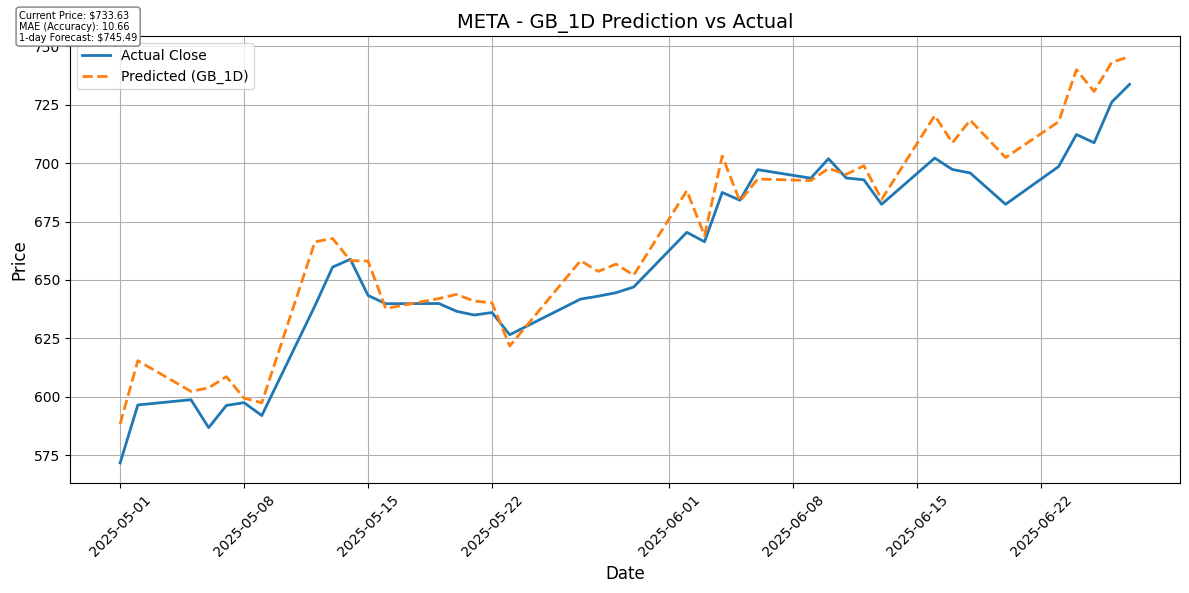 META - GB_1D Prediction vs Actual
Current Price: $733.63
MAE (Accuracy): 10.66
1-day Forecast: $745.49
Actual Close
Predicted (GB_1D)
Price
750
725
700
675
650
625
600
575
2025-05-01
2025-05-08
2025-05-15
2025-05-22
2025-06-01
2025-06-08
2025-06-15
2025-06-22
Date